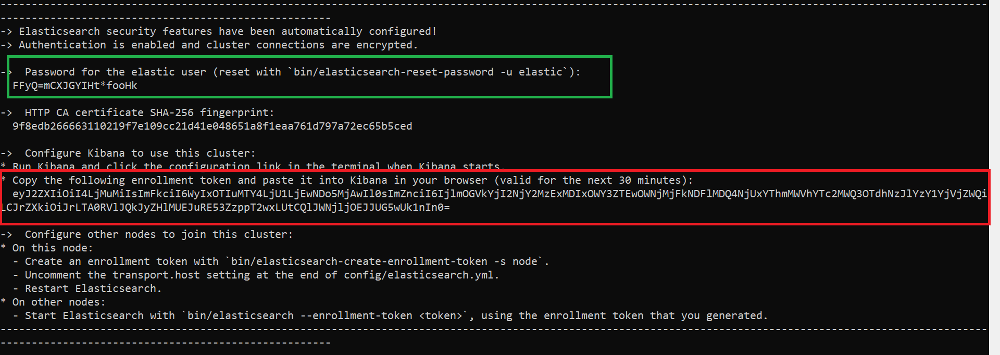 -> Elasticsearch security features have been automatically configured!
-> Authentication is enabled and cluster connections are encrypted.
->  Password for the elastic user (reset with `bin/elasticsearch-reset-password -u elastic`):
  FFyQ=mCXJGYIHt*fooHk
->  HTTP CA certificate SHA-256 fingerprint:
  9f8edb266663110219f7e109cc21d41e048651a8f1eaa761d797a72ec65b5ced
->  Configure Kibana to use this cluster:
* Run Kibana and click the configuration link in the terminal when Kibana starts.
* Copy the following enrollment token and paste it into Kibana in your browser (valid for the next 30 minutes):
  eyJ2ZXIiOiI4LjMuMiIsImFkciI6WyIxOTIuMTY4LjU1LjEwNDo5MjAwIl0sImZnciI6IjlmOGVkYjI2NjY2MzExMDIxOWY3ZTEwOWNjMjFkNDFlMDQ4NjUxYThmMWVhYTc2MWQ3OTdhNzJlYzY1YjVjZWQi
LCJrZXkiOiJrLTA0RVlJQkJyZHlMUEJuRE53ZzppT2wxLUtCQlJWNjljOEJJUG5wUk1nIn0=
->  Configure other nodes to join this cluster:
* On this node:
  - Create an enrollment token with `bin/elasticsearch-create-enrollment-token -s node`.
  - Uncomment the transport.host setting at the end of config/elasticsearch.yml.
  - Restart Elasticsearch.
* On other nodes:
  - Start Elasticsearch with `bin/elasticsearch --enrollment-token <token>`, using the enrollment token that you generated.